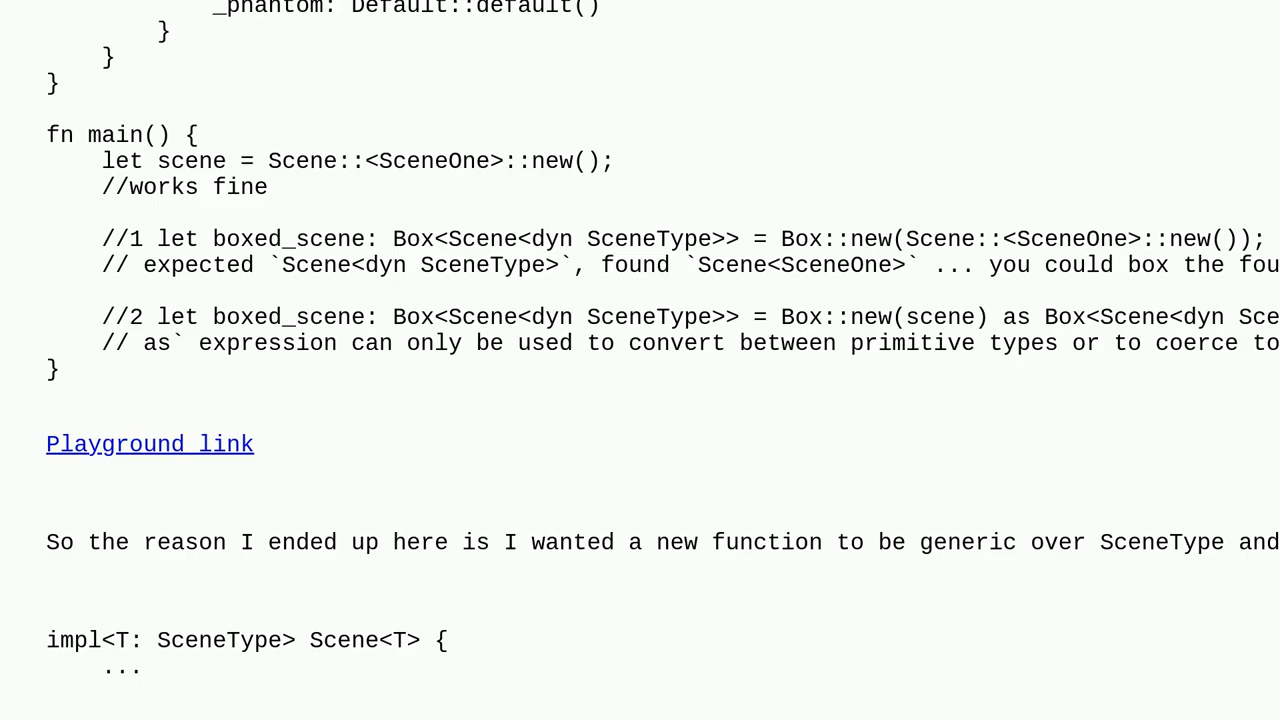 _phantom: Default::default()
}
}
}
fn main() {
let scene = Scene::<SceneOne>::new();
//works fine
//1 let boxed_scene: Box<Scene<dyn SceneType>> = Box::new(Scene::<SceneOne>::new());
// expected `Scene<dyn SceneType>`, found `Scene<SceneOne>` ... you could box the fou
//2 let boxed_scene: Box<Scene<dyn SceneType>> = Box::new(scene) as Box<Scene<dyn Sce
// as` expression can only be used to convert between primitive types or to coerce to
}
Playground link
So the reason I ended up here is I wanted a new function to be generic over SceneType and
impl<T: SceneType> Scene<T> {
...